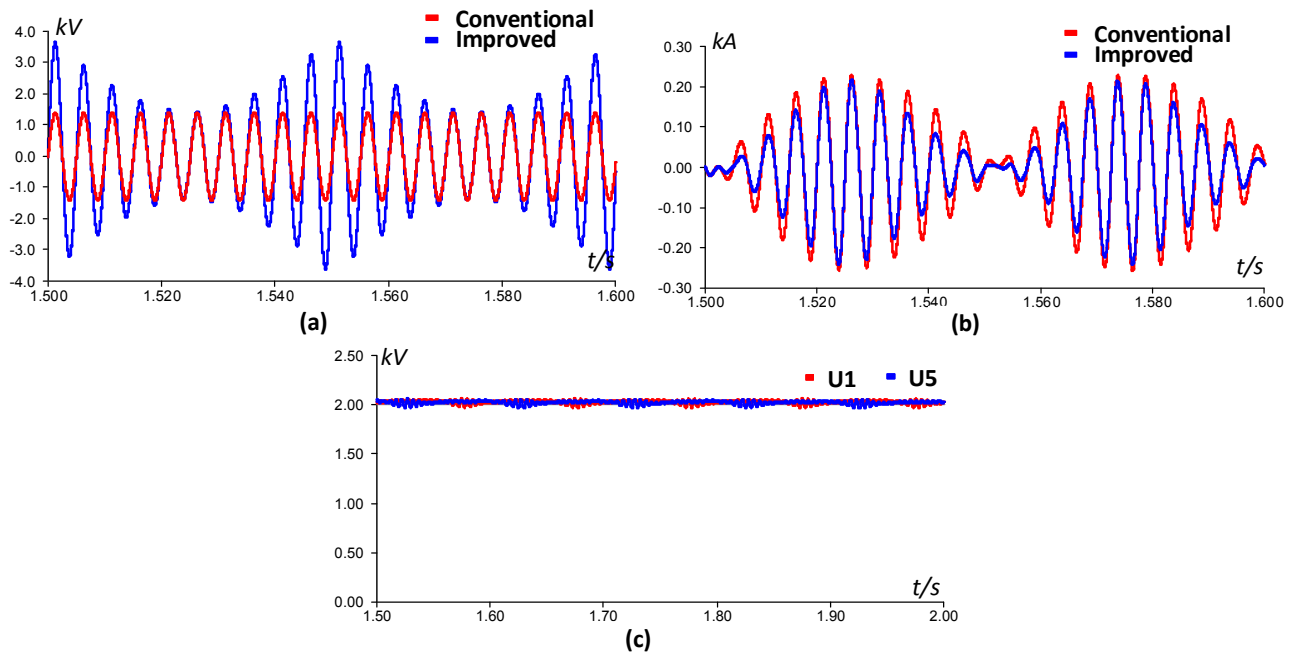 kV
Conventional
Improved
4.0
3.0
2.0
1.0
0.0
-1.0
-2.0
-3.0
-4.0
t/s
1.500 1.520 1.540 1.560 1.580 1.600
(a)
kA
Conventional
Improved
0.30
0.20
0.10
0.00
-0.10
-0.20
-0.30
t/s
1.500 1.520 1.540 1.560 1.580 1.600
(b)
kV
U1 U5
2.50
2.00
1.50
1.00
0.50
0.00
t/s
1.50 1.60 1.70 1.80 1.90 2.00
(c)